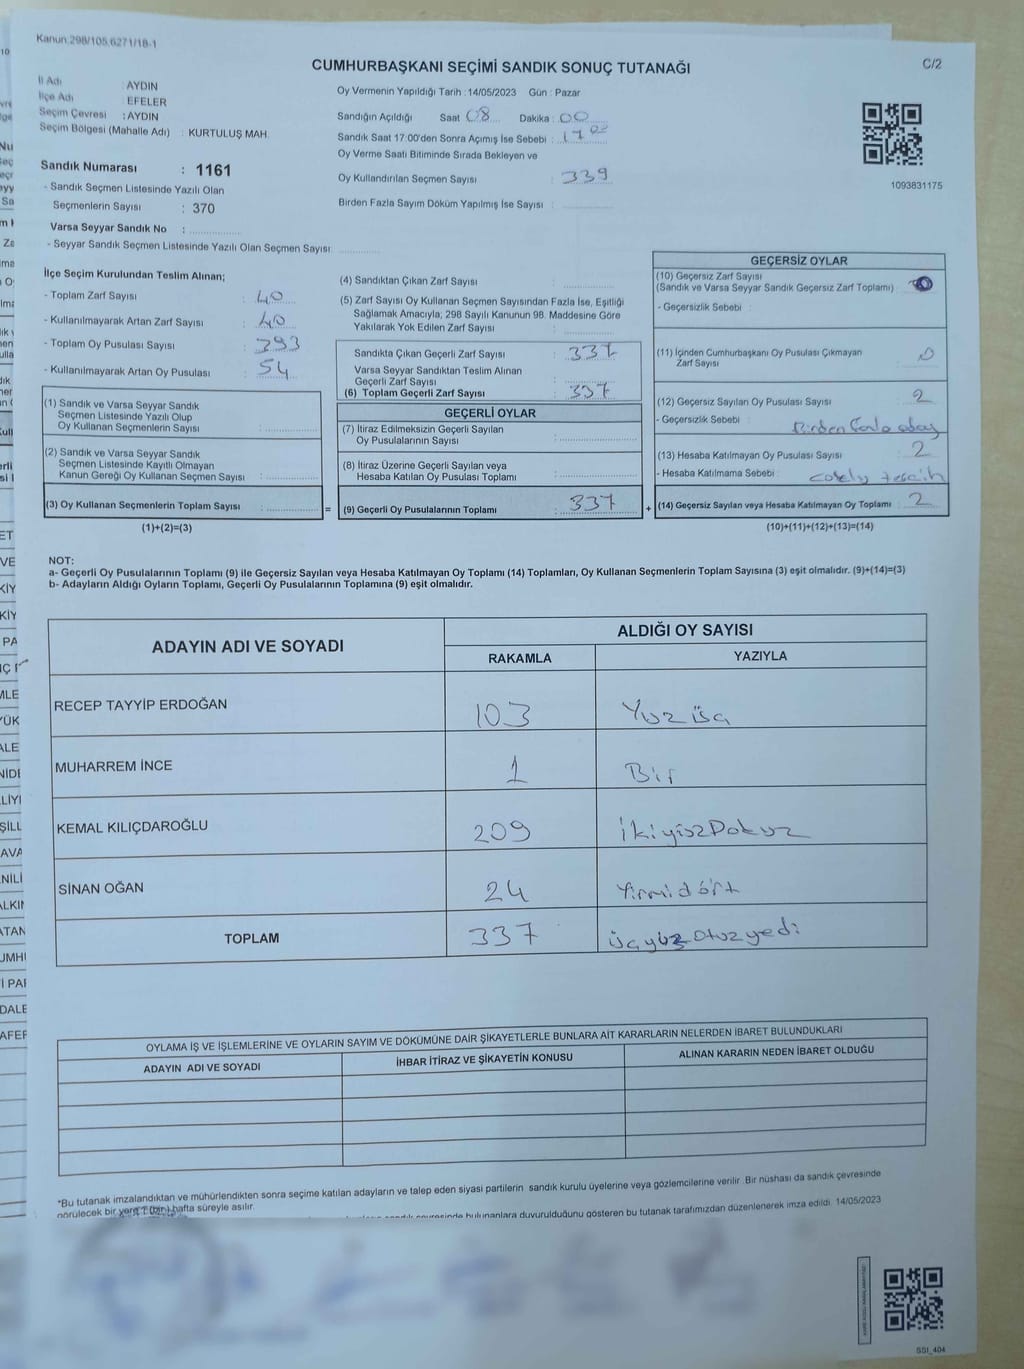 Kanun 298/105,6271/18-1
C/2
CUMHURBAŞKANI SEÇİMİ SANDIK SONUÇ TUTANAĞI
İl Adı : AYDIN
İlçe Adı : EFELER
Seçim Çevresi : AYDIN
Seçim Bölgesi (Mahalle Adı) : KURTULUŞ MAH.
Sandık Numarası : 1161
- Sandık Seçmen Listesinde Yazılı Olan
Seçmenlerin Sayısı : 370
Varsa Seyyar Sandık No :
- Seyyar Sandık Seçmen Listesinde Yazılı Olan Seçmen Sayısı:
Oy Vermenin Yapıldığı Tarih : 14/05/2023 Gün : Pazar
Sandığın Açıldığı Saat 08 Dakika : 00
Sandık Saat 17:00'den Sonra Açımış İse Sebebi : 17 00
Oy Verme Saati Bitiminde Sırada Bekleyen ve
Oy Kullandırılan Seçmen Sayısı : 339
Birden Fazla Sayım Döküm Yapılmış İse Sayısı :
1093831175
İlçe Seçim Kurulundan Teslim Alınan;
- Toplam Zarf Sayısı : 40
- Kullanılmayarak Artan Zarf Sayısı : 40
- Toplam Oy Pusulası Sayısı : 393
- Kullanılmayarak Artan Oy Pusulası : 54
(1) Sandık ve Varsa Seyyar Sandık
Seçmen Listesinde Yazılı Olup
Oy Kullanan Seçmenlerin Sayısı :
(2) Sandık ve Varsa Seyyar Sandık
Seçmen Listesinde Kayıtlı Olmayan
Kanun Gereği Oy Kullanan Seçmen Sayısı :
(3) Oy Kullanan Seçmenlerin Toplam Sayısı :
(1)+(2)=(3)
(4) Sandıktan Çıkan Zarf Sayısı :
(5) Zarf Sayısı Oy Kullanan Seçmen Sayısından Fazla İse, Eşitliği
Sağlamak Amacıyla; 298 Sayılı Kanunun 98. Maddesine Göre
Yakılarak Yok Edilen Zarf Sayısı :
Sandıkta Çıkan Geçerli Zarf Sayısı : 337
Varsa Seyyar Sandıktan Teslim Alınan
Geçerli Zarf Sayısı :
(6) Toplam Geçerli Zarf Sayısı : 337
GEÇERLİ OYLAR
(7) İtiraz Edilmeksizin Geçerli Sayılan
Oy Pusulalarının Sayısı :
(8) İtiraz Üzerine Geçerli Sayılan veya
Hesaba Katılan Oy Pusulası Toplamı :
= (9) Geçerli Oy Pusulalarının Toplamı : 337
GEÇERSİZ OYLAR
(10) Geçersiz Zarf Sayısı
(Sandık ve Varsa Seyyar Sandık Geçersiz Zarf Toplamı) : 0
- Geçersizlik Sebebi :
(11) İçinden Cumhurbaşkanı Oy Pusulası Çıkmayan
Zarf Sayısı : 0
(12) Geçersiz Sayılan Oy Pusulası Sayısı : 2
- Geçersizlik Sebebi : Birden fazla aday
(13) Hesaba Katılmayan Oy Pusulası Sayısı : 2
- Hesaba Katılmama Sebebi : tercih
+ (14) Geçersiz Sayılan veya Hesaba Katılmayan Oy Toplamı : 2
(10)+(11)+(12)+(13)=(14)
NOT:
a- Geçerli Oy Pusulalarının Toplamı (9) ile Geçersiz Sayılan veya Hesaba Katılmayan Oy Toplamı (14) Toplamları, Oy Kullanan Seçmenlerin Toplam Sayısına (3) eşit olmalıdır. (9)+(14)=(3)
b- Adayların Aldığı Oyların Toplamı, Geçerli Oy Pusulalarının Toplamına (9) eşit olmalıdır.
ADAYIN ADI VE SOYADI ALDIĞI OY SAYISI
RAKAMLA YAZIYLA
RECEP TAYYİP ERDOĞAN 103 Yüz üç
MUHARREM İNCE 1 Bir
KEMAL KILIÇDAROĞLU 209 İkiyüzDokuz
SİNAN OĞAN 24 Yirmidört
TOPLAM 337 Üçyüz Otuz yedi
OYLAMA İŞ VE İŞLEMLERİNE VE OYLARIN SAYIM VE DÖKÜMÜNE DAİR ŞİKAYETLERLE BUNLARA AİT KARARLARIN NELERDEN İBARET BULUNDUKLARI
ADAYIN ADI VE SOYADI İHBAR İTİRAZ VE ŞİKAYETİN KONUSU ALINAN KARARIN NEDEN İBARET OLDUĞU
*Bu tutanak imzalandıktan ve mühürlendikten sonra seçime katılan adayların ve talep eden siyasi partilerin sandık kurulu üyelerine veya gözlemcilerine verilir. Bir nüshası da sandık çevresinde
görülecek bir yere 1 (bir) hafta süreyle asılır.
bulunanlara duyurulduğunu gösteren bu tutanak tarafımızdan düzenlenerek imza edildi. 14/05/2023
SSI_404